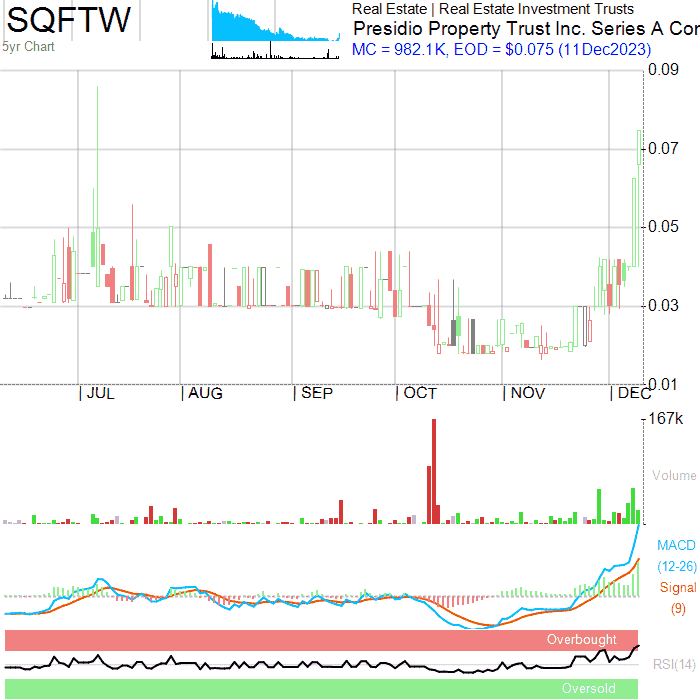 SQFTW
5yr Chart
Real Estate | Real Estate Investment Trusts
Presidio Property Trust Inc. Series A Cor
MC = 982.1K, EOD = $0.075 (11Dec2023)
0.09
0.07
0.05
0.03
0.01
JUL
AUG
SEP
OCT
NOV
DEC
167k
Volume
MACD
(12-26)
Signal
(9)
Overbought
RSI(14)
Oversold